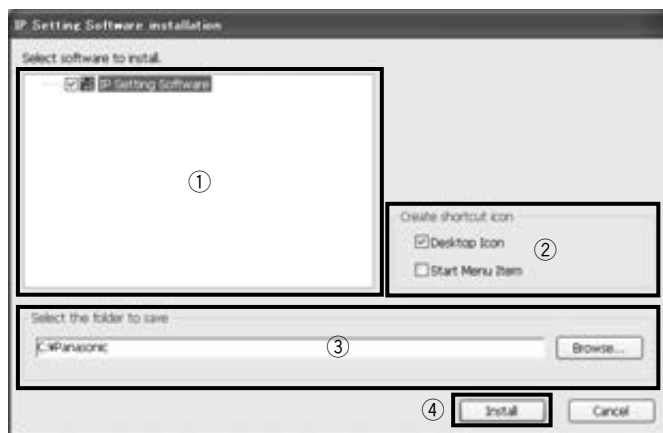 IP Setting Software installation
Select software to install.
IP Setting Software
①
Create shortcut icon
Desktop Icon
②
Start Menu Item
Select the folder to save
C:¥Panasonic
③
Browse...
④
Install
Cancel